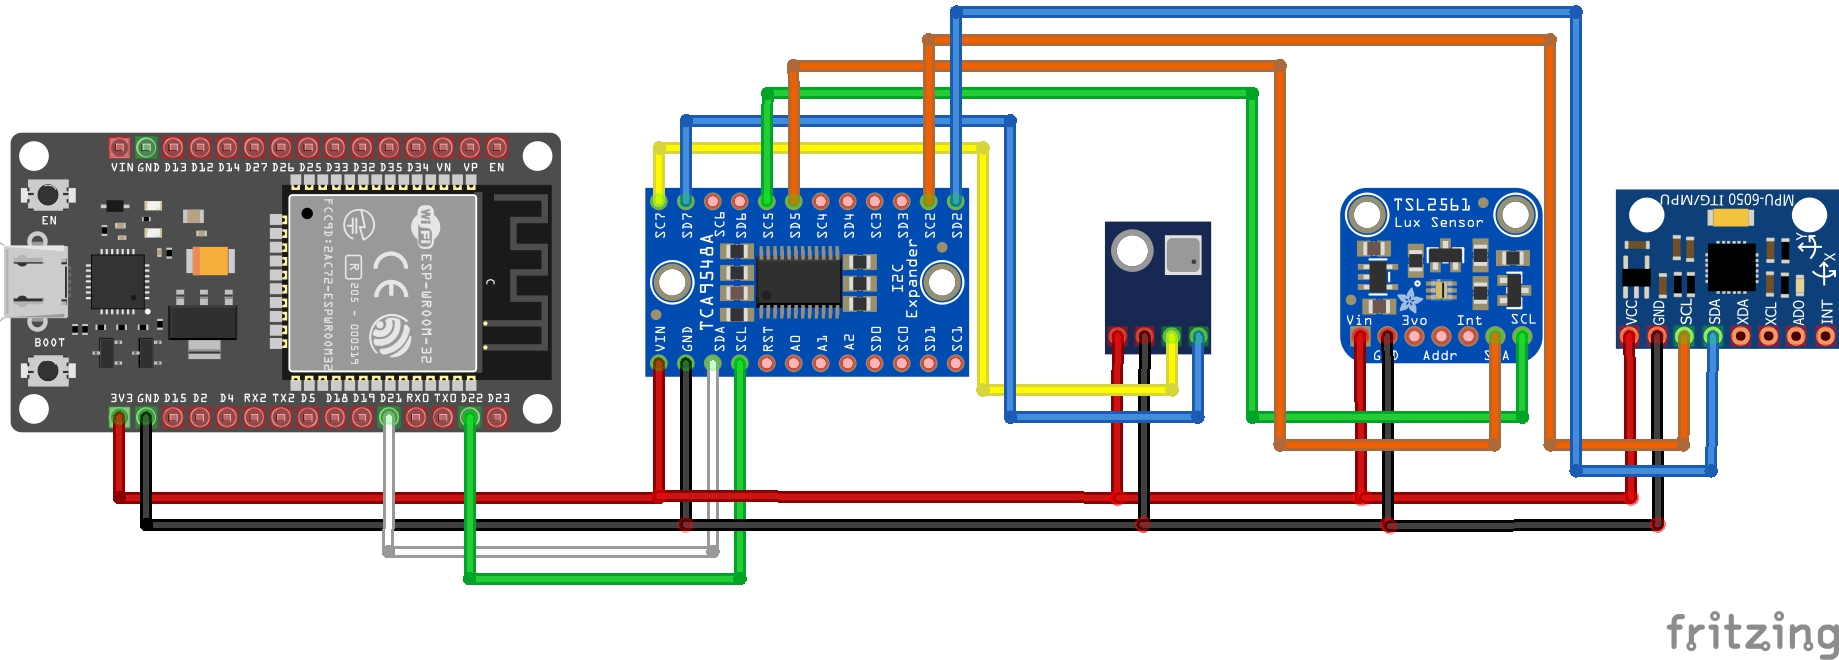 VIN GND D13 D12 D14 D27 D26 D25 D33 D32 D35 D34 VN VP EN
EN
BOOT
3V3 GND D15 D2 D4 RX2 TX2 D5 D18 D19 D21 RX0 TX0 D22 D23
WiFi
CE
R
ESP-WROOM-32
FCC ID:2AC7Z-ESPWROOM32
C
SC7 SD7 SC6 SD6 SC5 SD5 SC4 SD4 SC3 SD3 SC2 SD2
TCA9548A
I2C
Expander
VIN GND SDA SCL RST A0 A1 A2 SD0 SC0 SD1 SC1
TSL2561
Lux Sensor
Vin 3vo Int SCL
GND Addr SDA
MPU-6050 ITG/MPU
Y
X
VCC GND SCL SDA XDA XCL ADO INT
fritzing